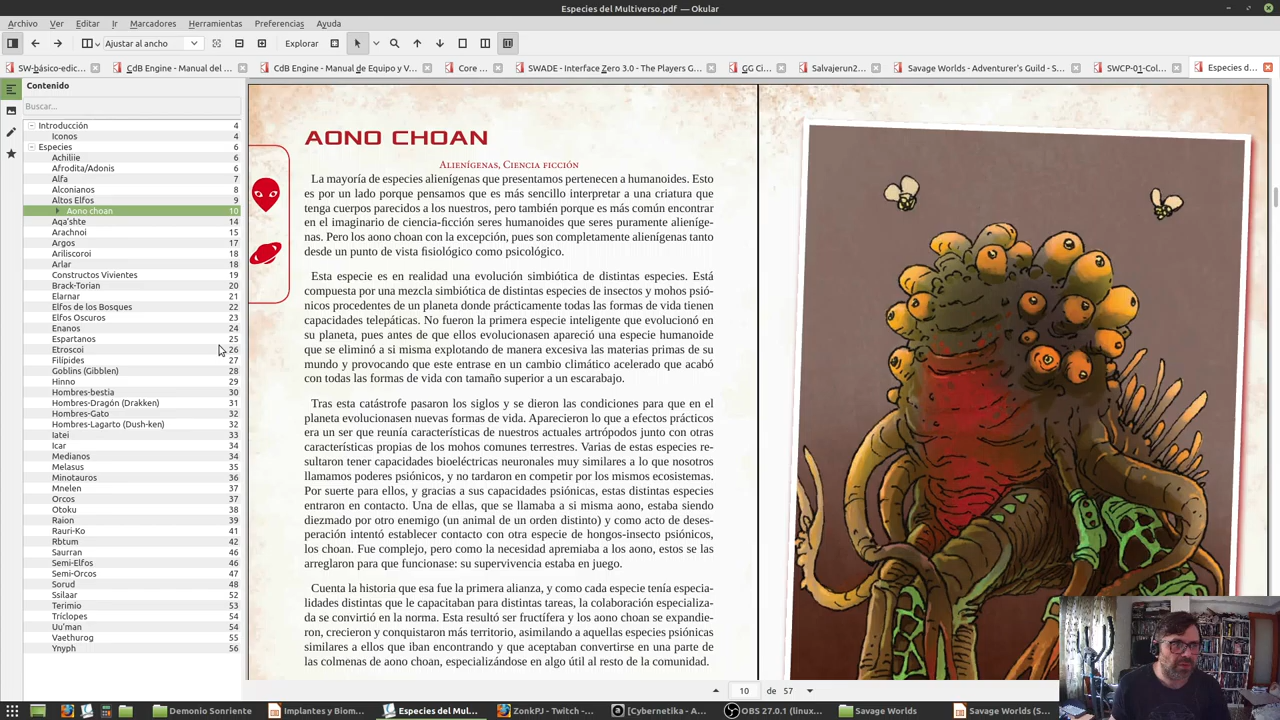 Especies del Multiverso.pdf — Okular
Archivo Ver Editar Ir Marcadores Herramientas Preferencias Ayuda
Ajustar al ancho Explorar
SW-básico-edic... CdB Engine - Manual del ... CdB Engine - Manual de Equipo y V... Core ... SWADE - Interface Zero 3.0 - The Players G... GG Ci... Salvajerun2... Savage Worlds - Adventurer's Guild - S... SWCP-01-Col... Especies d...
Contenido
Buscar...
Introducción 4
Iconos 4
Especies 6
Achiliie 6
Afrodita/Adonis 6
Alfa 7
Alconianos 8
Altos Elfos 9
Aono choan 10
Aqa'shte 14
Arachnoi 15
Argos 17
Ariliscoroi 18
Arlar 18
Constructos Vivientes 19
Brack-Torian 20
Elarnar 21
Elfos de los Bosques 22
Elfos Oscuros 23
Enanos 24
Espartanos 25
Etroscoi 26
Filípides 27
Goblins (Gibblen) 28
Hinno 29
Hombres-bestia 30
Hombres-Dragón (Drakken) 31
Hombres-Gato 32
Hombres-Lagarto (Dush-ken) 32
Iatei 33
Icar 34
Medianos 34
Melasus 35
Minotauros 36
Mnelen 37
Orcos 37
Otoku 38
Raion 39
Rauri-Ko 41
Rbtum 42
Saurran 46
Semi-Elfos 46
Semi-Orcos 47
Sorud 48
Ssilaar 52
Terimio 53
Tríclopes 54
Uu'man 54
Vaethurog 55
Ynyph 56
AONO CHOAN
Alienígenas, Ciencia ficción
La mayoría de especies alienígenas que presentamos pertenecen a humanoides. Esto
es por un lado porque pensamos que es más sencillo interpretar a una criatura que
tenga cuerpos parecidos a los nuestros, pero también porque es más común encontrar
en el imaginario de ciencia-ficción seres humanoides que seres puramente alieníge-
nas. Pero los aono choan con la excepción, pues son completamente alienígenas tanto
desde un punto de vista fisiológico como psicológico.
Esta especie es en realidad una evolución simbiótica de distintas especies. Está
compuesta por una mezcla simbiótica de distintas especies de insectos y mohos psió-
nicos procedentes de un planeta donde prácticamente todas las formas de vida tienen
capacidades telepáticas. No fueron la primera especie inteligente que evolucionó en
su planeta, pues antes de que ellos evolucionasen apareció una especie humanoide
que se eliminó a si misma explotando de manera excesiva las materias primas de su
mundo y provocando que este entrase en un cambio climático acelerado que acabó
con todas las formas de vida con tamaño superior a un escarabajo.
Tras esta catástrofe pasaron los siglos y se dieron las condiciones para que en el
planeta evolucionasen nuevas formas de vida. Aparecieron lo que a efectos prácticos
era un ser que reunía características de nuestros actuales artrópodos junto con otras
características propias de los mohos comunes terrestres. Varias de estas especies re-
sultaron tener capacidades bioeléctricas neuronales muy similares a lo que nosotros
llamamos poderes psiónicos, y no tardaron en competir por los mismos ecosistemas.
Por suerte para ellos, y gracias a sus capacidades psiónicas, estas distintas especies
entraron en contacto. Una de ellas, que se llamaba a si misma aono, estaba siendo
diezmado por otro enemigo (un animal de un orden distinto) y como acto de deses-
peración intentó establecer contacto con otra especie de hongos-insecto psiónicos,
los choan. Fue complejo, pero como la necesidad apremiaba a los aono, estos se las
arreglaron para que funcionase: su supervivencia estaba en juego.
Cuenta la historia que esa fue la primera alianza, y como cada especie tenía especia-
lidades distintas que le capacitaban para distintas tareas, la colaboración especializa-
da se convirtió en la norma. Esta resultó ser fructífera y los aono choan se expandie-
ron, crecieron y conquistaron más territorio, asimilando a aquellas especies psiónicas
similares a ellos que iban encontrando y que aceptaban convertirse en una parte de
las colmenas de aono choan, especializándose en algo útil al resto de la comunidad.
10 de 57
Demonio Sonriente Implantes y Biom... Especies del Mul... ZonkPJ - Twitch -... [Cybernetika - A... OBS 27.0.1 (linux... Savage Worlds Savage Worlds (S...